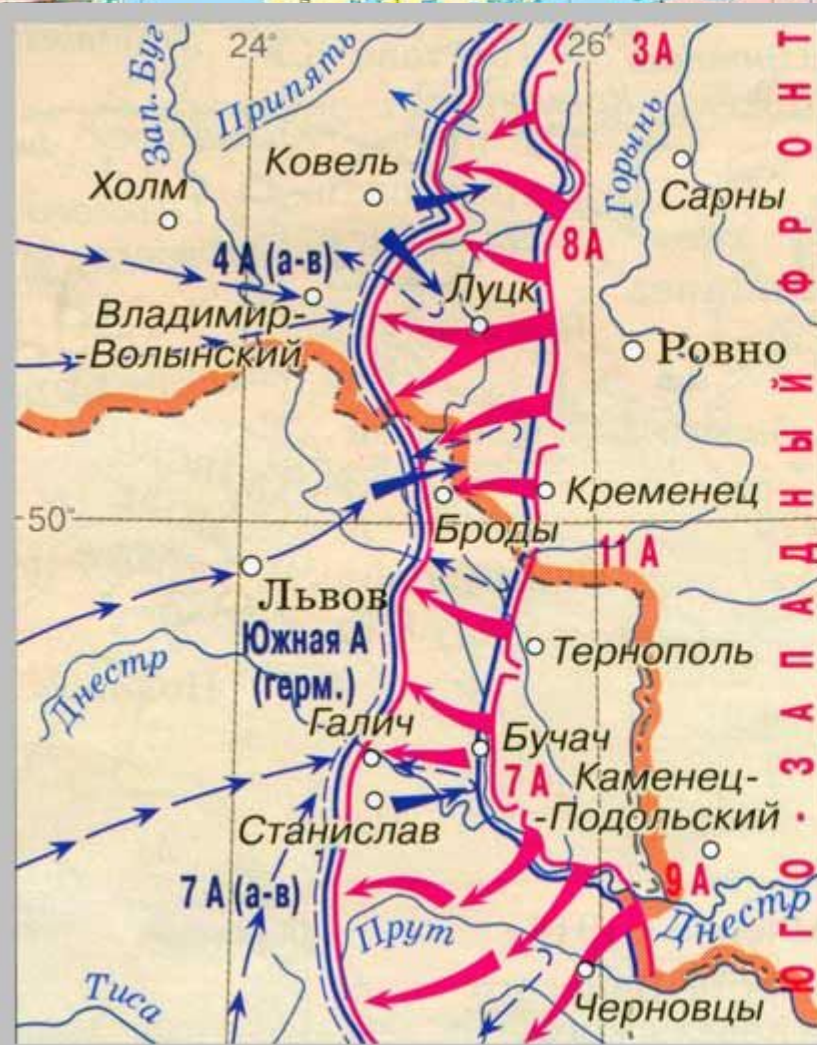 24°
26°
3А
Зап. Буг
Припять
Горынь
Ковель
Холм
Сарны
8А
4 А (а-в)
Луцк
Владимир-
-Волынский
Ровно
Кременец
50°
Броды
11 А
Львов
Южная А
(герм.)
Тернополь
Днестр
Галич
Бучач
7 А
Каменец-
-Подольский
Станислав
7 А (а-в)
9 А
Днестр
Прут
Тиса
Черновцы
ЮГО-ЗАПАДНЫЙ ФРОНТ